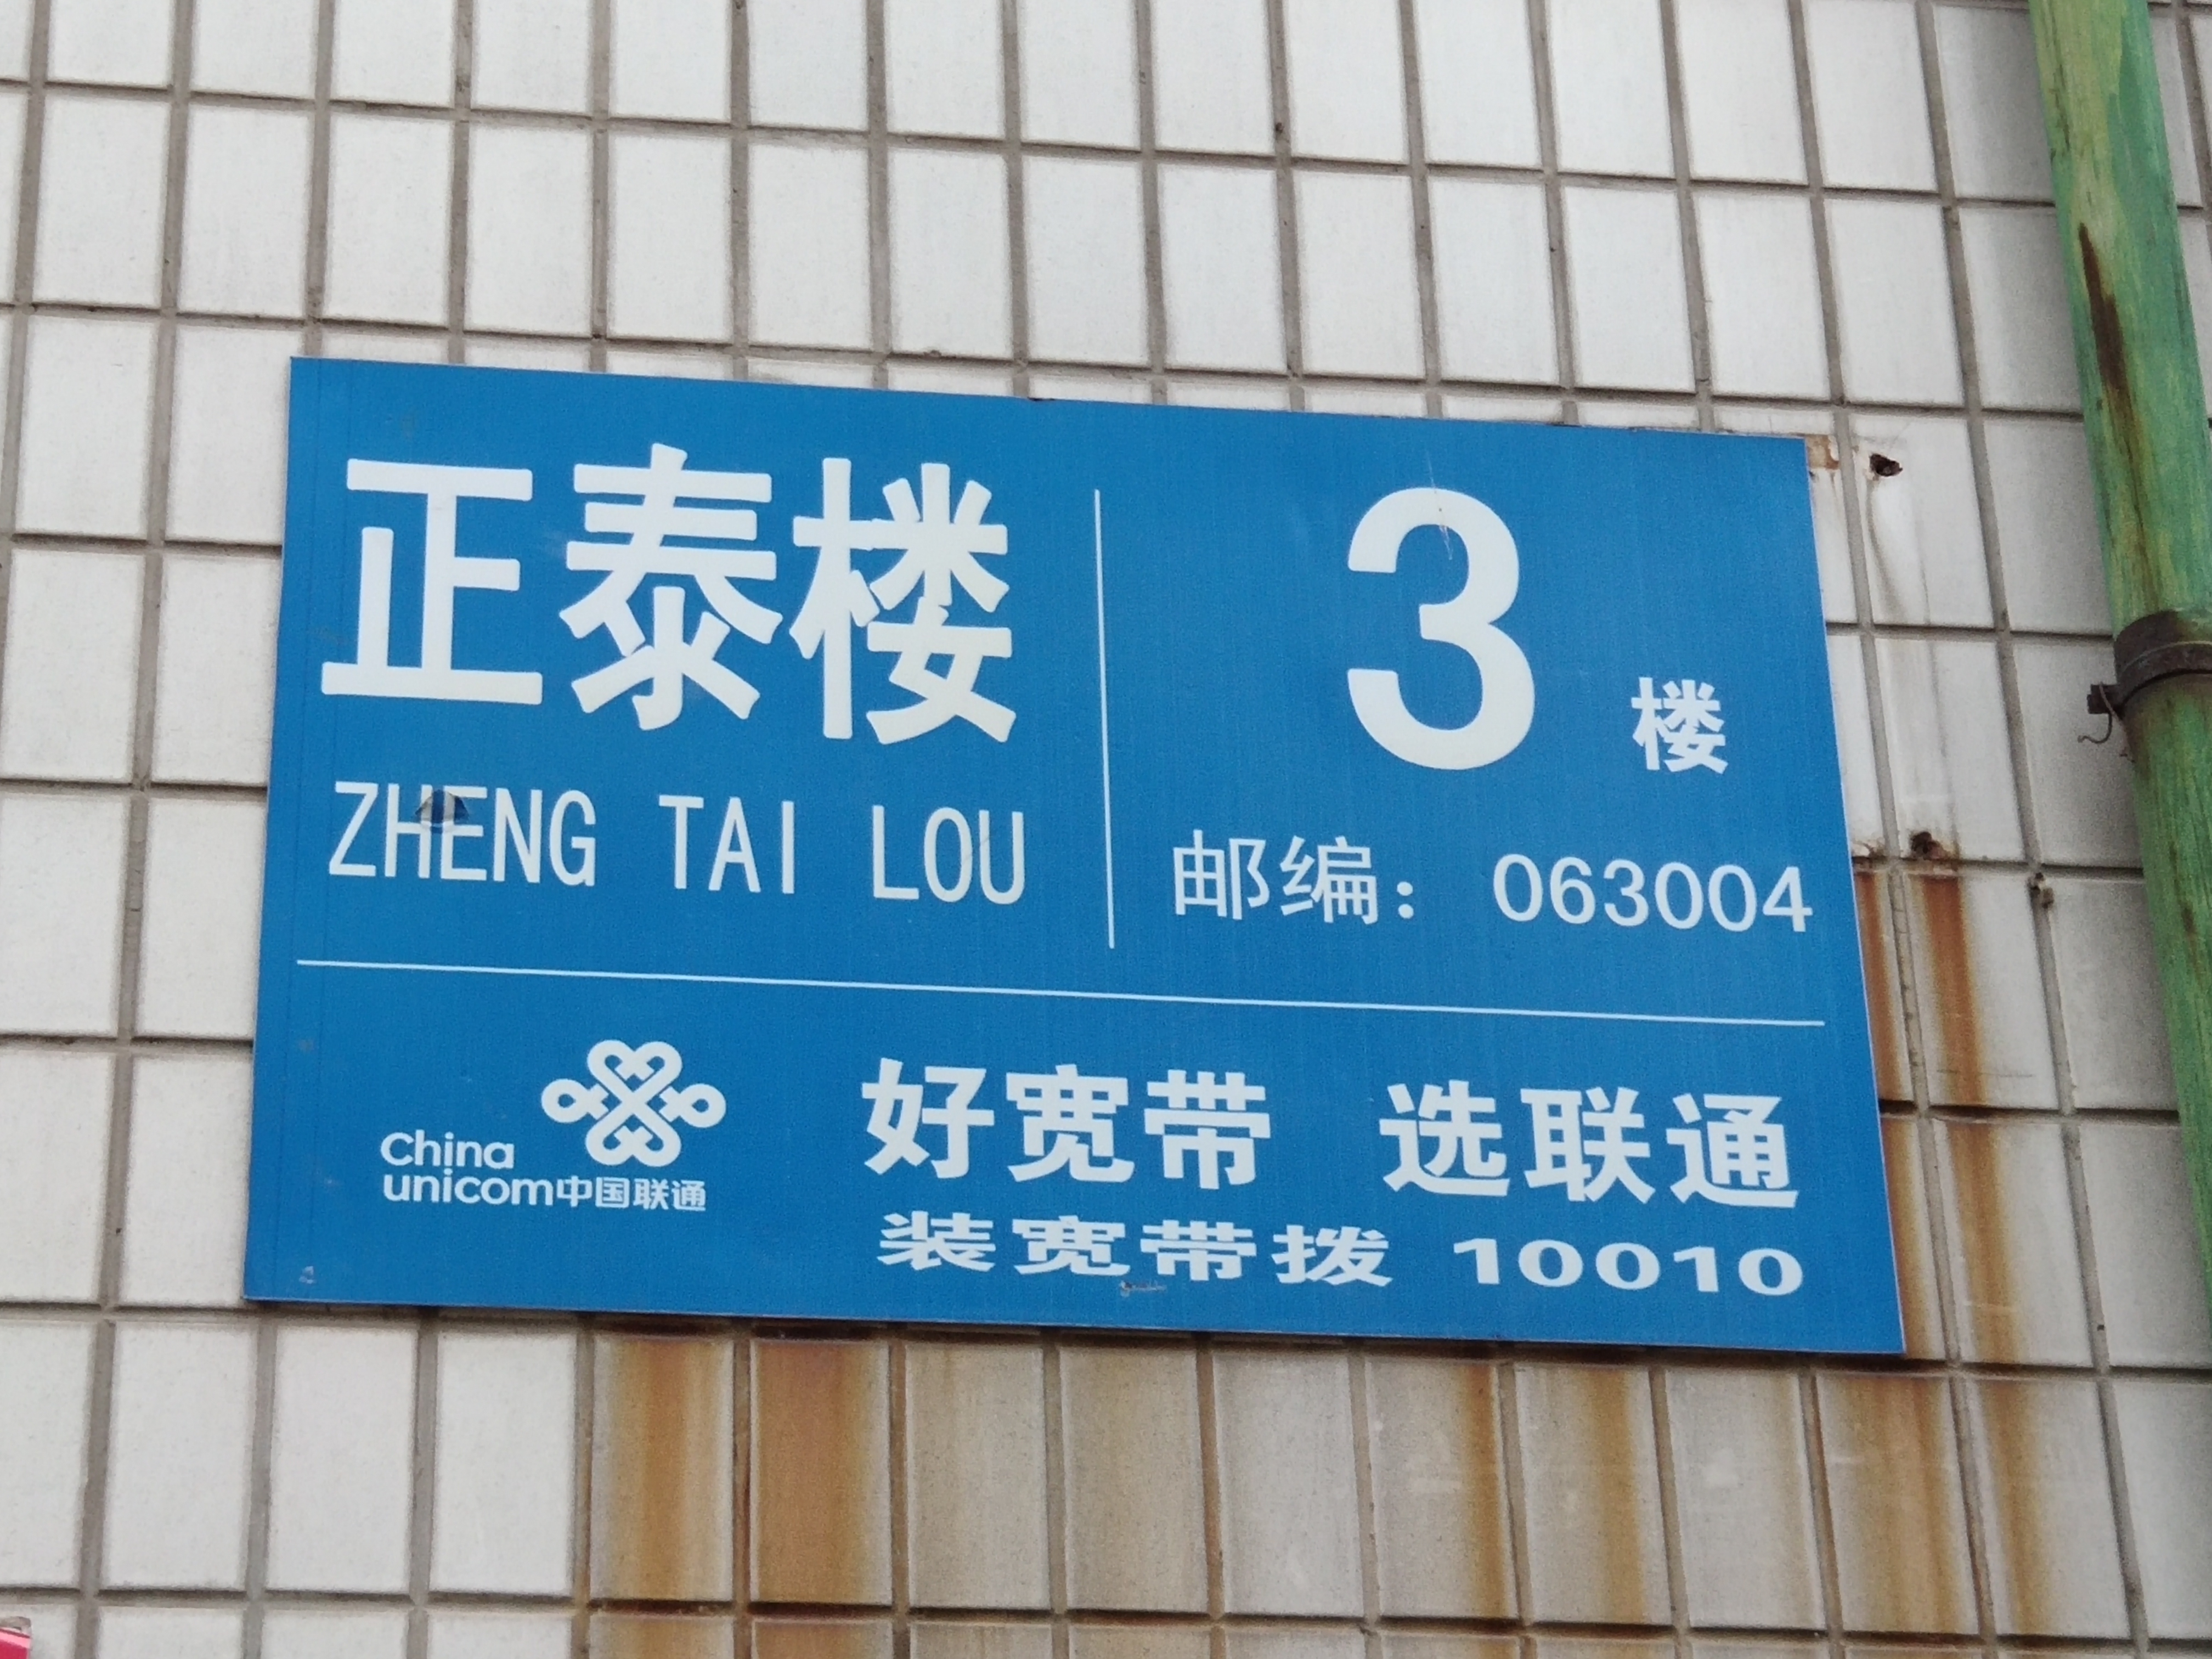 正泰楼
ZHENG TAI LOU
3 楼
邮编： 063004
China
unicom中国联通
好宽带 选联通
装宽带拨 10010